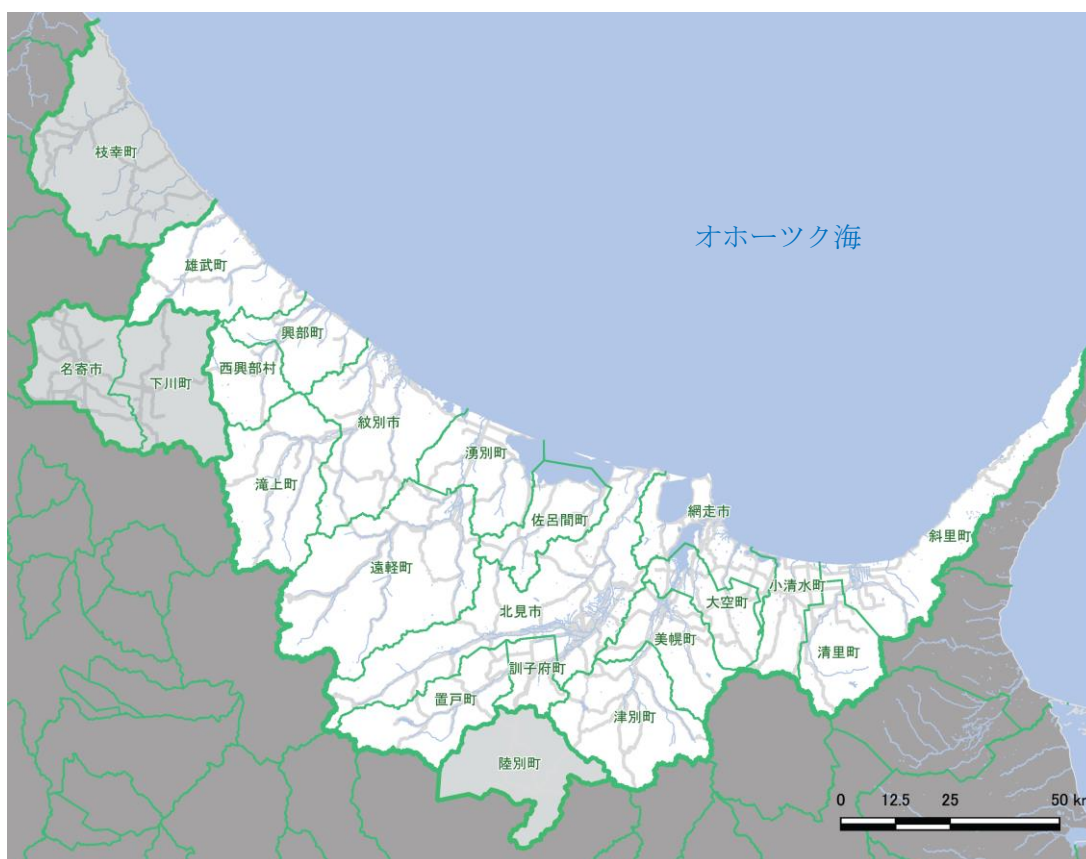 枝幸町
オホーツク海
雄武町
興部町
名寄市
下川町
西興部村
紋別市
湧別町
滝上町
佐呂間町
網走市
斜里町
遠軽町
小清水町
大空町
北見市
美幌町
清里町
訓子府町
置戸町
津別町
陸別町
0 12.5 25 50 km